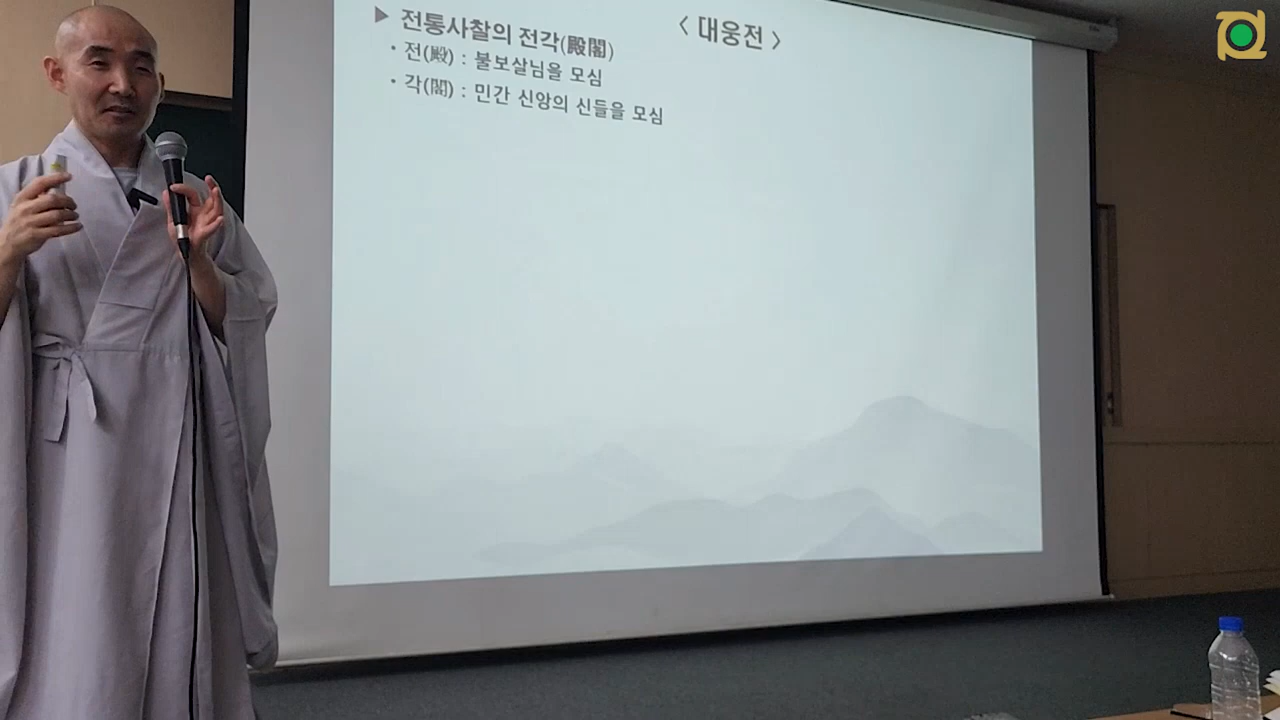 < 대웅전 >
▶ 전통사찰의 전각(殿閣)
• 전(殿) : 불보살님을 모심
• 각(閣) : 민간 신앙의 신들을 모심